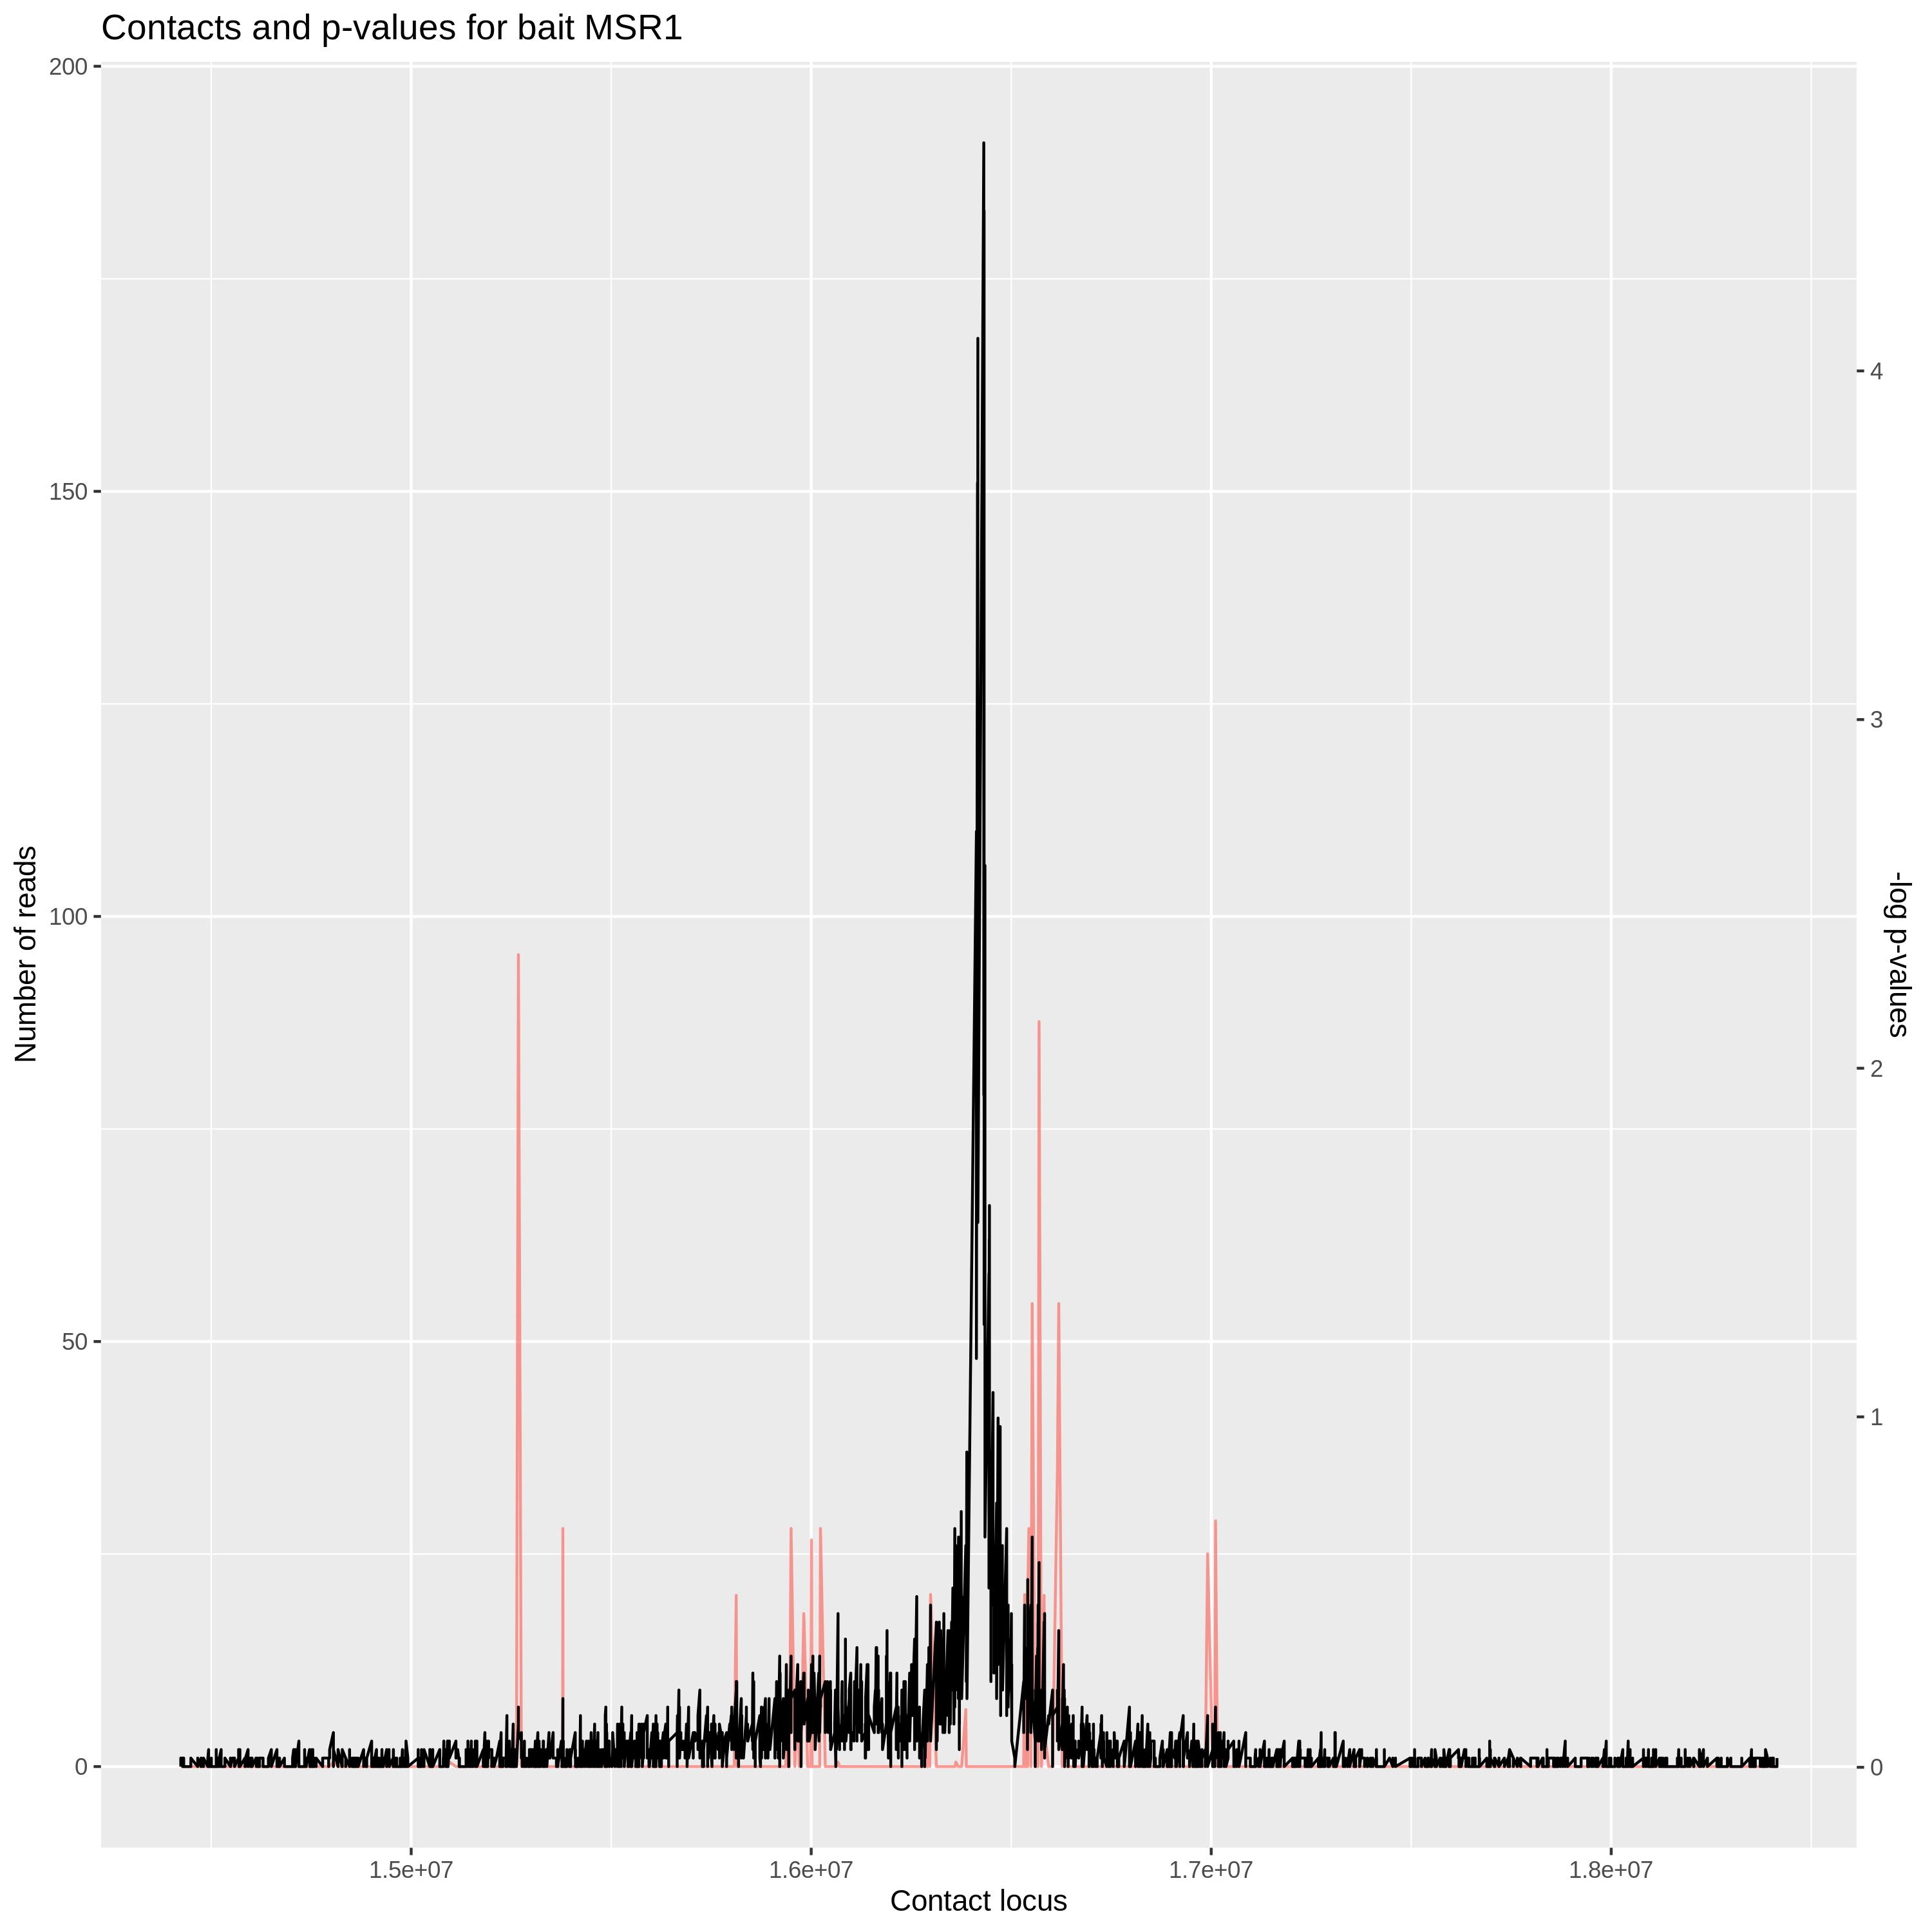 Contacts and p-values for bait MSR1
200
150
100
50
0
Number of reads
4
3
2
1
0
-log p-values
1.5e+07
1.6e+07
1.7e+07
1.8e+07
Contact locus